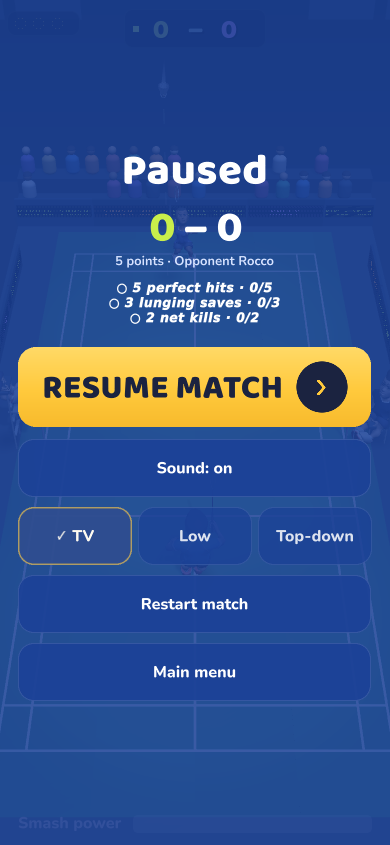 0 – 0
Paused
0 – 0
5 points · Opponent Rocco
5 perfect hits · 0/5
3 lunging saves · 0/3
2 net kills · 0/2
RESUME MATCH
Sound: on
✓ TV Low Top-down
Restart match
Main menu
Smash power